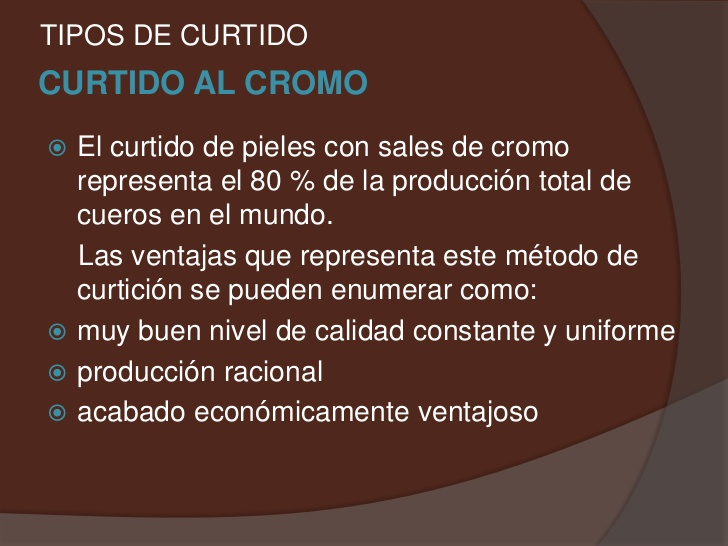 TIPOS DE CURTIDO
CURTIDO AL CROMO
El curtido de pieles con sales de cromo
representa el 80 % de la producción total de
cueros en el mundo.
Las ventajas que representa este método de
curtición se pueden enumerar como:
muy buen nivel de calidad constante y uniforme
producción racional
acabado económicamente ventajoso